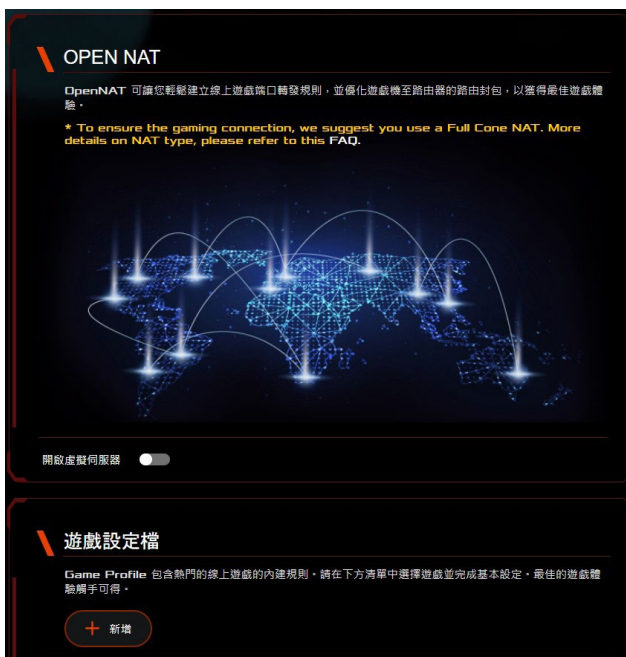 OPEN NAT
OpenNAT 可讓您輕鬆建立線上遊戲端口轉發規則，並優化遊戲機至路由器的路由封包，以獲得最佳遊戲體
驗。
* To ensure the gaming connection, we suggest you use a Full Cone NAT. More
details on NAT type, please refer to this FAQ.
開啟虛擬伺服器
遊戲設定檔
Game Profile 包含熱門的線上遊戲的內建規則。請在下方清單中選擇遊戲並完成基本設定。最佳的遊戲體
驗觸手可得。
新增